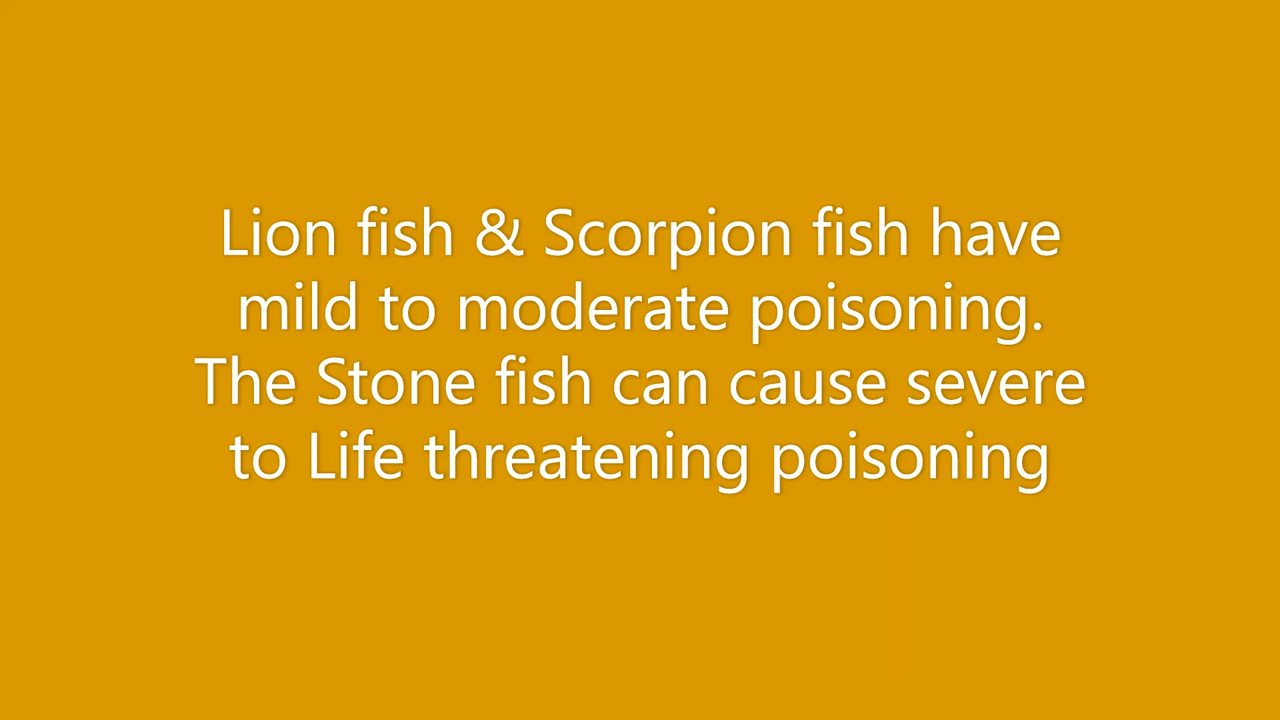 Lion fish & Scorpion fish have
mild to moderate poisoning.
The Stone fish can cause severe
to Life threatening poisoning